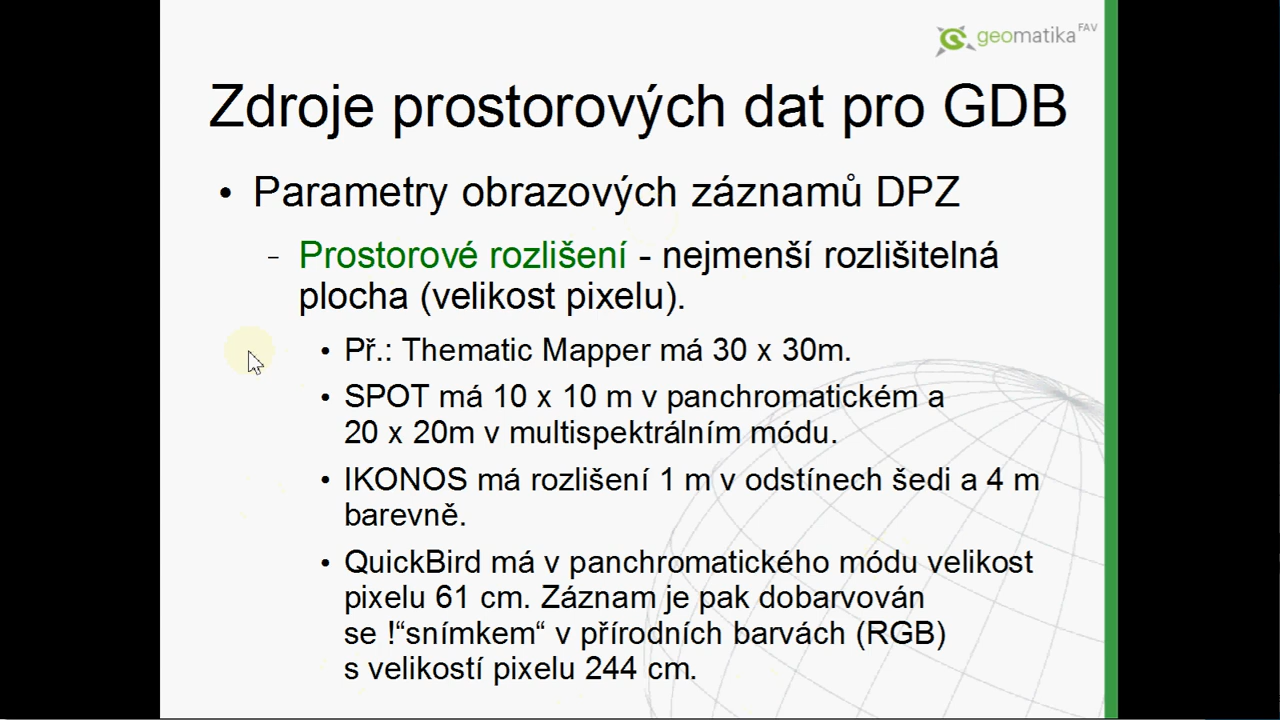 geomatika FAV
Zdroje prostorových dat pro GDB
• Parametry obrazových záznamů DPZ
– Prostorové rozlišení - nejmenší rozlišitelná
plocha (velikost pixelu).
• Př.: Thematic Mapper má 30 x 30m.
• SPOT má 10 x 10 m v panchromatickém a
20 x 20m v multispektrálním módu.
• IKONOS má rozlišení 1 m v odstínech šedi a 4 m
barevně.
• QuickBird má v panchromatického módu velikost
pixelu 61 cm. Záznam je pak dobarvován
se !“snímkem“ v přírodních barvách (RGB)
s velikostí pixelu 244 cm.